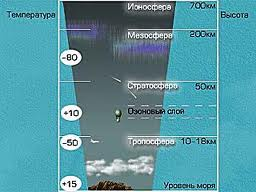 Температура
Ионосфера 700км
Высота
Мезосфера 200км
-80
Стратосфера 50км
+10
Озоновый слой
-50
Тропосфера 10-18км
+15
Уровень моря